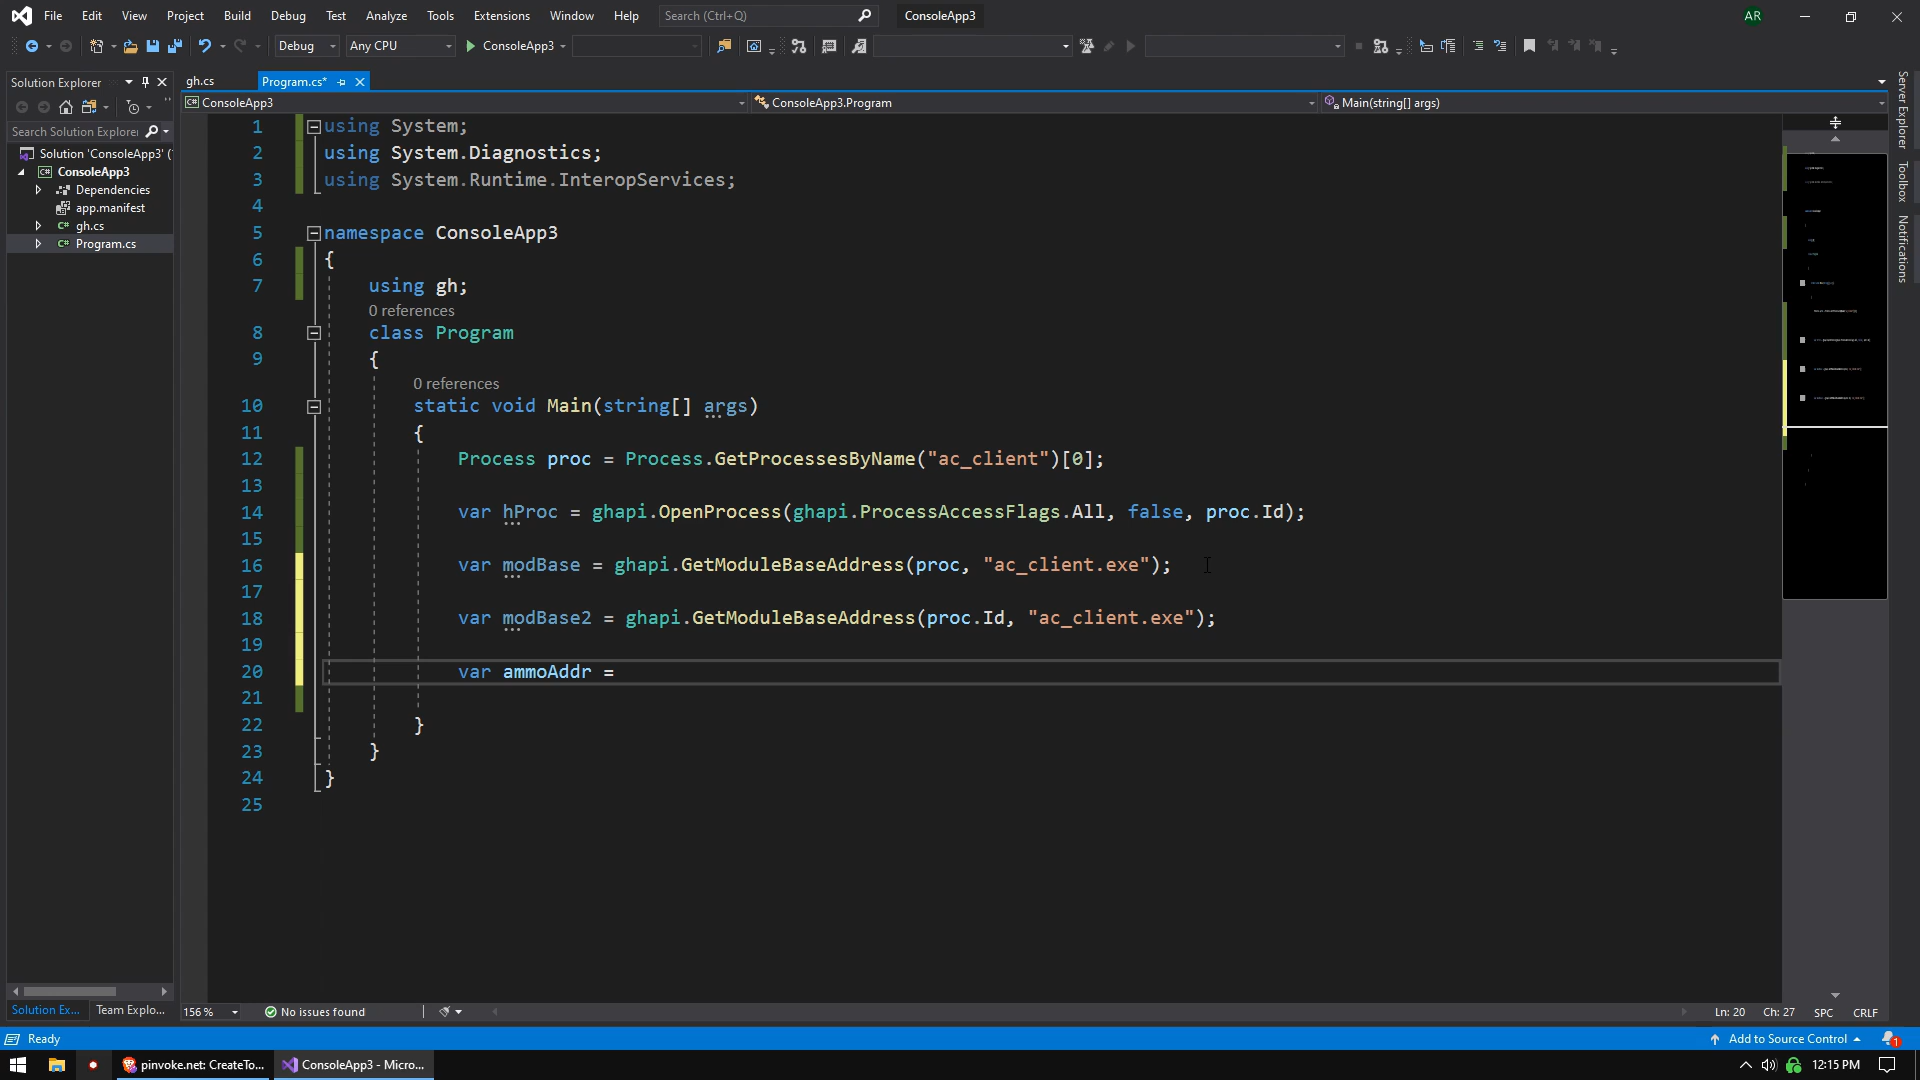 File Edit View Project Build Debug Test Analyze Tools Extensions Window Help Search (Ctrl+Q) ConsoleApp3 AR
Debug Any CPU ConsoleApp3
Solution Explorer
Search Solution Explorer
Solution 'ConsoleApp3' (
ConsoleApp3
Dependencies
app.manifest
gh.cs
Program.cs
Solution Ex... Team Explo...
gh.cs Program.cs*
ConsoleApp3 ConsoleApp3.Program Main(string[] args)
1 using System;
2 using System.Diagnostics;
3 using System.Runtime.InteropServices;
4
5 namespace ConsoleApp3
6 {
7 using gh;
0 references
8 class Program
9 {
0 references
10 static void Main(string[] args)
11 {
12 Process proc = Process.GetProcessesByName("ac_client")[0];
13
14 var hProc = ghapi.OpenProcess(ghapi.ProcessAccessFlags.All, false, proc.Id);
15
16 var modBase = ghapi.GetModuleBaseAddress(proc, "ac_client.exe");
17
18 var modBase2 = ghapi.GetModuleBaseAddress(proc.Id, "ac_client.exe");
19
20 var ammoAddr =
21
22 }
23 }
24 }
25
156 % No issues found Ln: 20 Ch: 27 SPC CRLF
Server Explorer
Toolbox
Notifications
Ready Add to Source Control 1
pinvoke.net: CreateTo... ConsoleApp3 - Micro... 12:15 PM